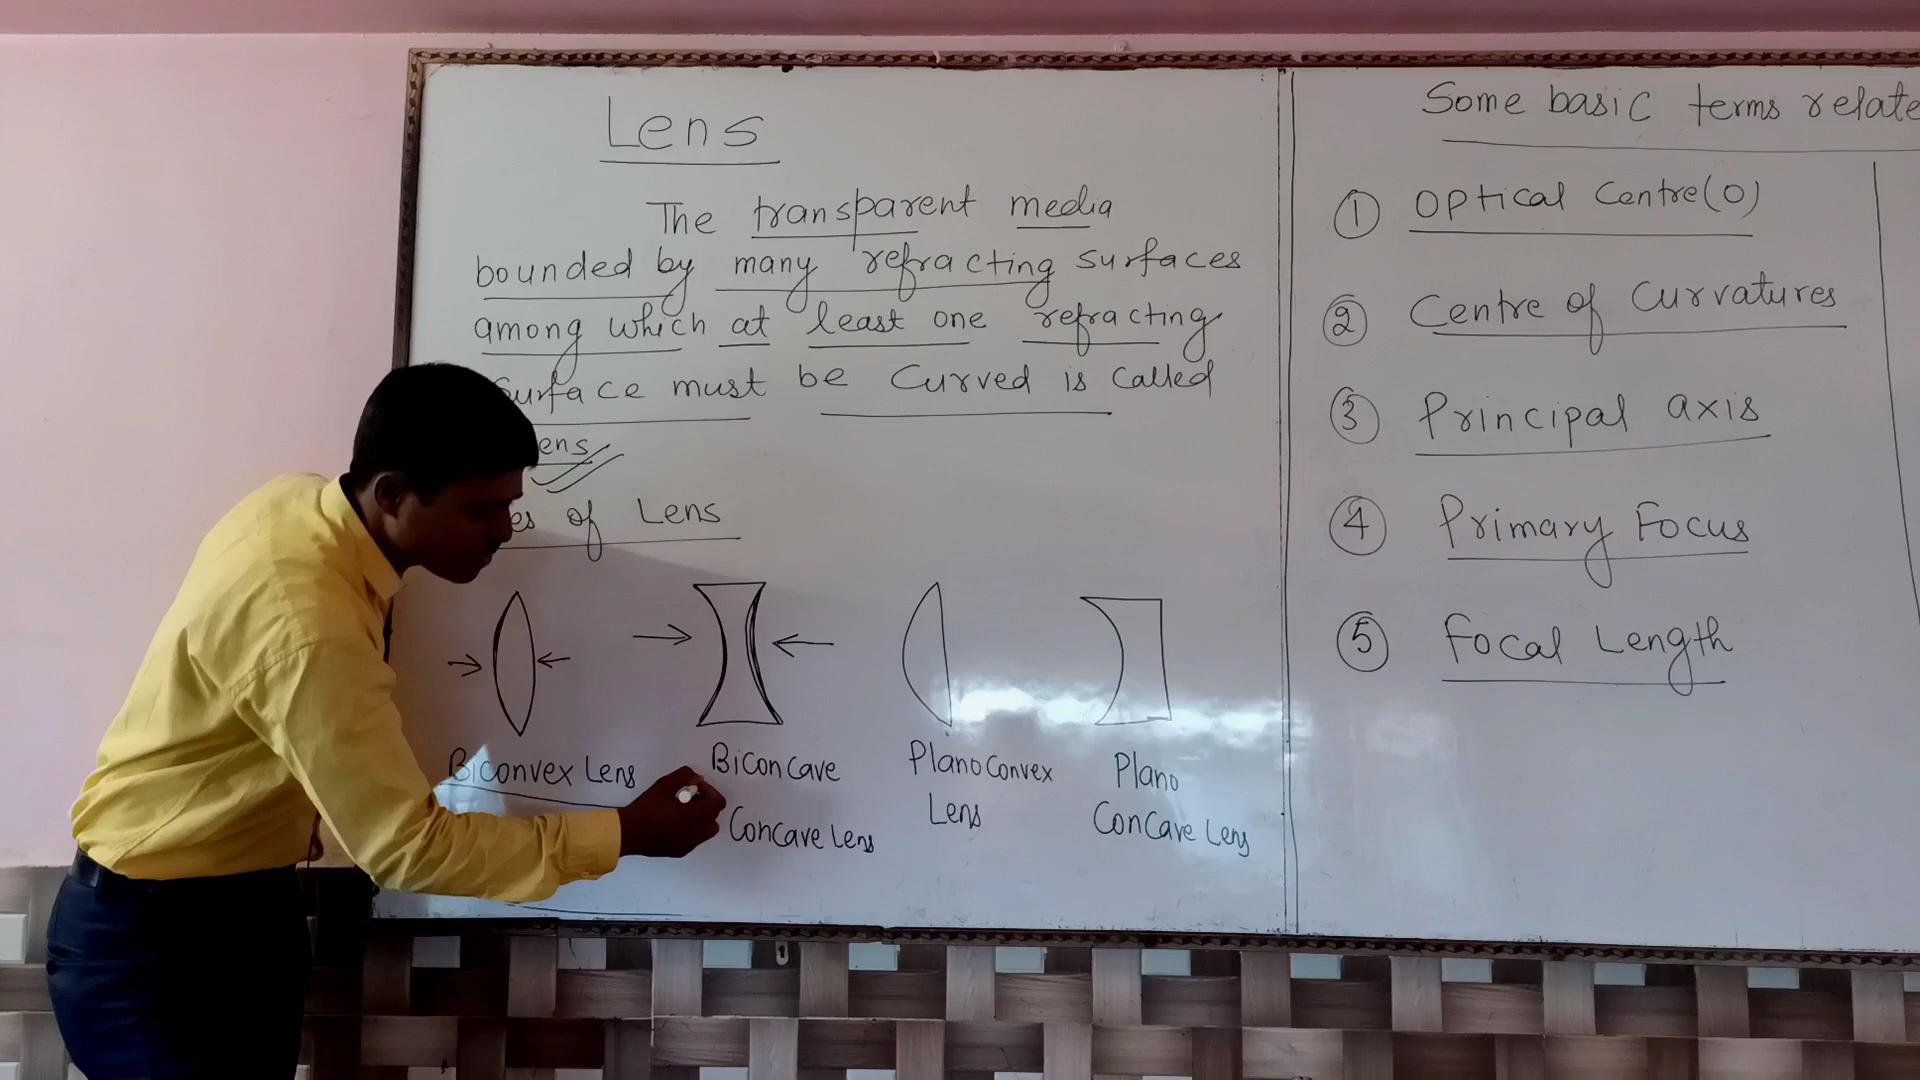 Lens
The transparent media
bounded by many refracting surfaces
among which at least one refracting
Surface must be Curved is called
ens
es of Lens
Biconvex Lens
Biconcave
Concave Lens
Plano Convex
Lens
Plano
Concave Lens
Some basic terms relate
① Optical Centre(O)
② Centre of Curvatures
③ Principal axis
④ Primary Focus
⑤ Focal Length